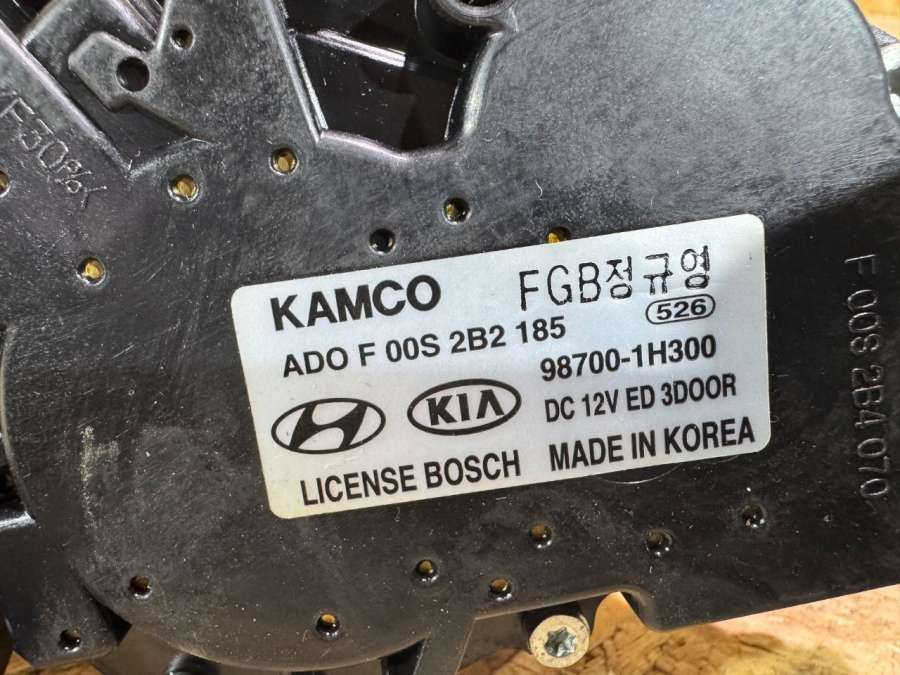 F30%
KAMCO FGB정규영
526
ADO F 00S 2B2 185
98700-1H300
KIA DC 12V ED 3DOOR
LICENSE BOSCH MADE IN KOREA
F 00S 2B4 070